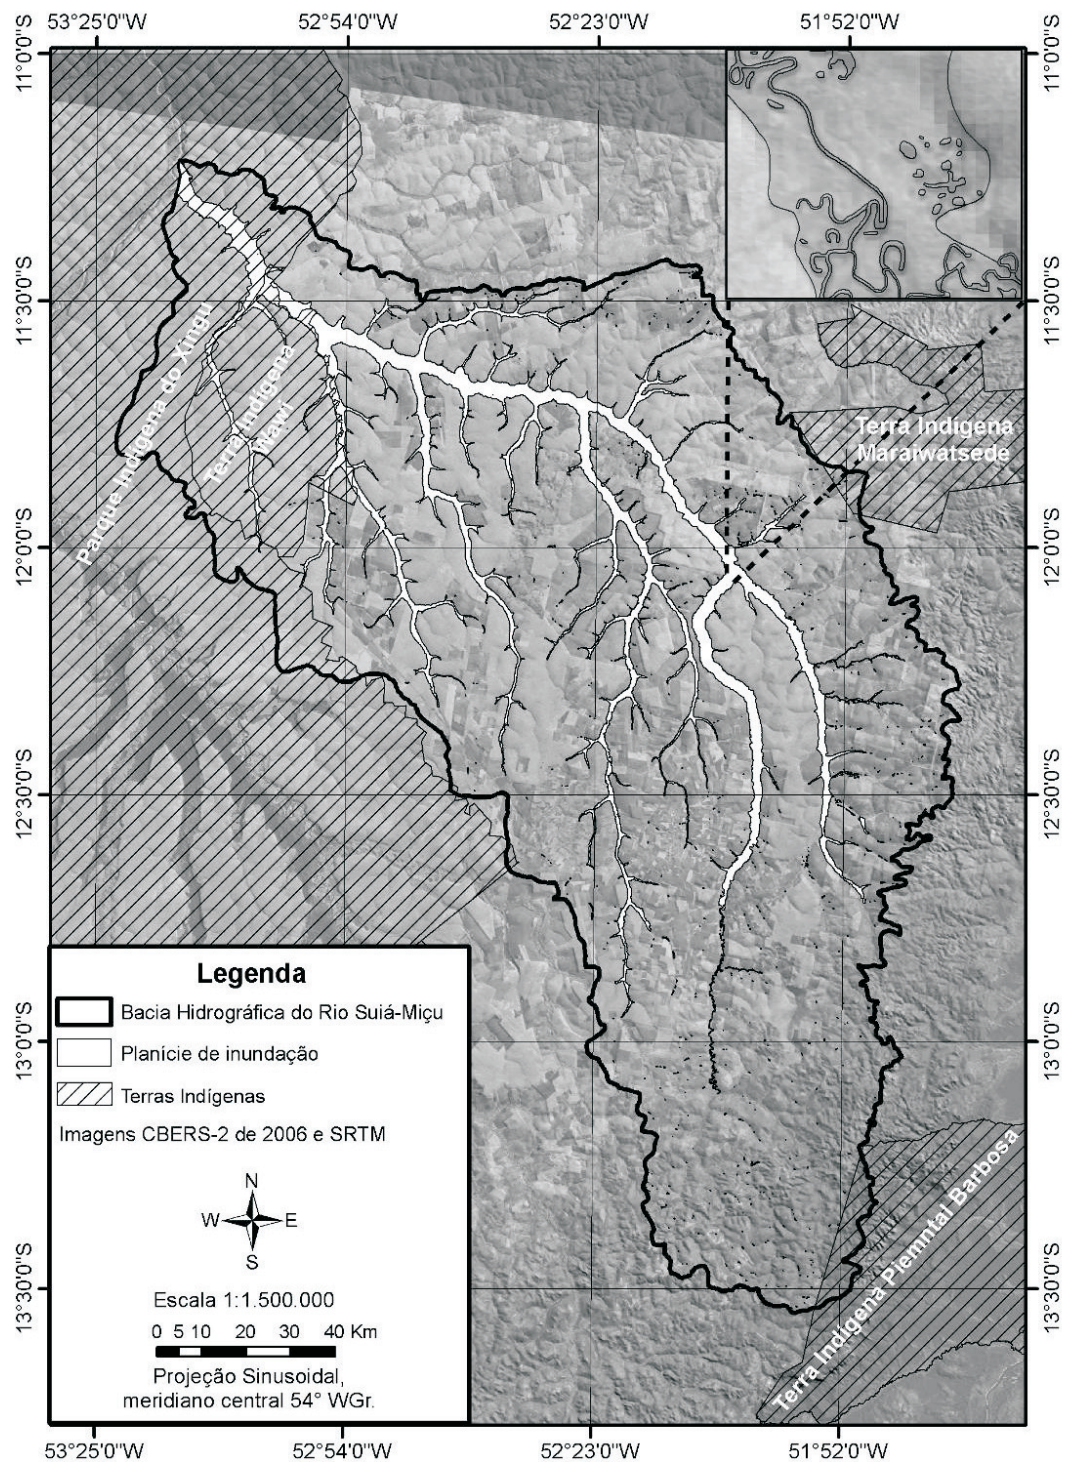 53°25'0"W 52°54'0"W 52°23'0"W 51°52'0"W
11°0'0"S 11°0'0"S
11°30'0"S 11°30'0"S
Parque Indígena do Xingu
Terra Indígena
Wawi
Terra Indígena
Maraiwatsede
12°0'0"S 12°0'0"S
12°30'0"S 12°30'0"S
Legenda
Bacia Hidrográfica do Rio Suiá-Miçu
Planície de inundação
Terras Indígenas
Imagens CBERS-2 de 2006 e SRTM
N
W E
S
Escala 1:1.500.000
0 5 10 20 30 40 Km
Projeção Sinusoidal,
meridiano central 54° WGr.
13°0'0"S 13°0'0"S
Terra Indígena Piemntal Barbosa
13°30'0"S 13°30'0"S
53°25'0"W 52°54'0"W 52°23'0"W 51°52'0"W